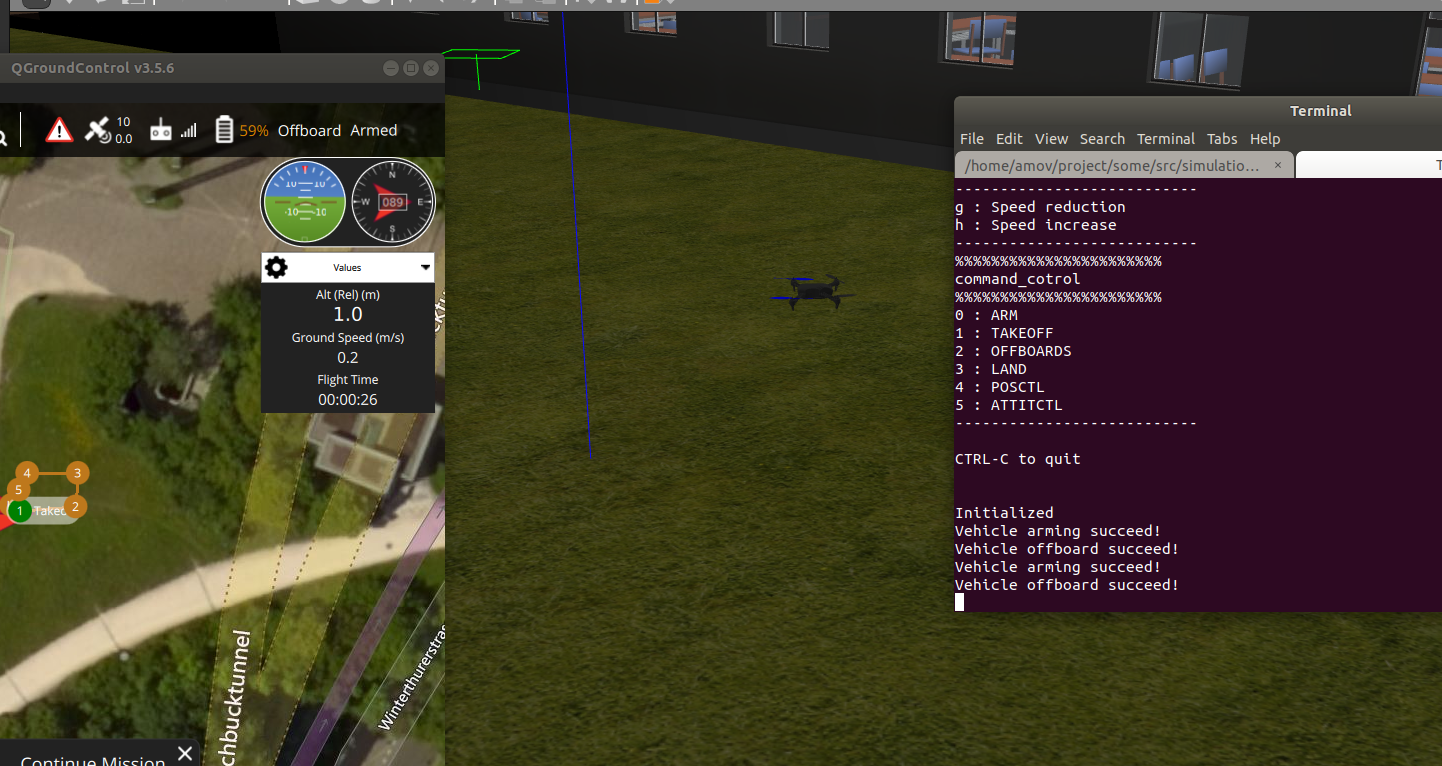 QGroundControl v3.5.6
10
0.0
59%
Offboard
Armed
10
10
-10
-10
N
W
089
E
S
Values
Alt (Rel) (m)
1.0
Ground Speed (m/s)
0.2
Flight Time
00:00:26
4
3
5
2
1
chbucktunnel
Continue Mission
Terminal
File Edit View Search Terminal Tabs Help
/home/amov/project/some/src/simulatio... ×
---------------------------
g : Speed reduction
h : Speed increase
---------------------------
%%%%%%%%%%%%%%%%%%%%%%%
command_cotrol
%%%%%%%%%%%%%%%%%%%%%%%
0 : ARM
1 : TAKEOFF
2 : OFFBOARDS
3 : LAND
4 : POSCTL
5 : ATTITCTL
---------------------------
CTRL-C to quit
Initialized
Vehicle arming succeed!
Vehicle offboard succeed!
Vehicle arming succeed!
Vehicle offboard succeed!